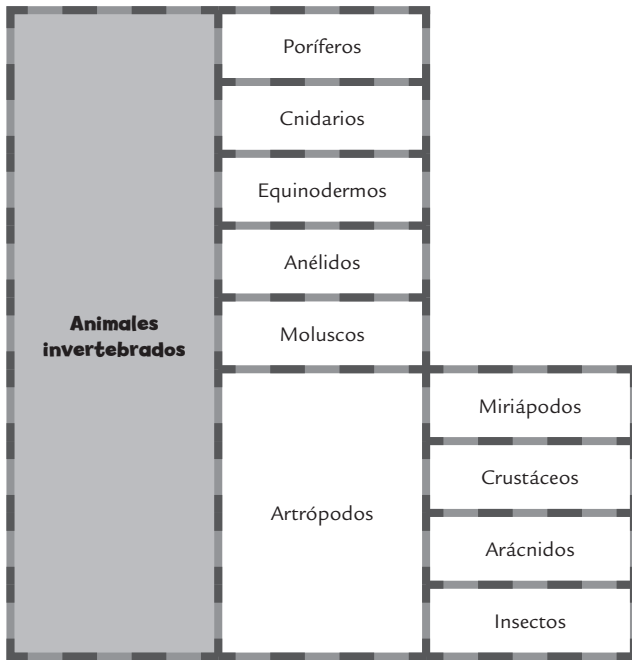 Animales
invertebrados
Poríferos
Cnidarios
Equinodermos
Anélidos
Moluscos
Artrópodos
Miriápodos
Crustáceos
Arácnidos
Insectos